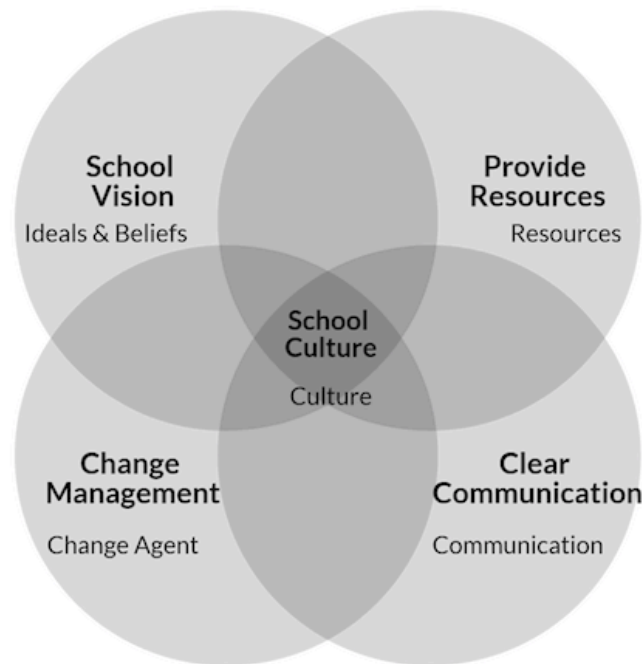 School
Vision
Ideals & Beliefs
Provide
Resources
Resources
School
Culture
Culture
Change
Management
Change Agent
Clear
Communication
Communication